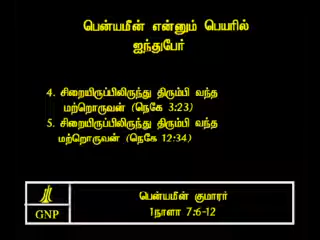 பென்யமீன் என்னும் பெயரில்
ஐந்துபேர்
4. சிறையிருப்பிலிருந்து திரும்பி வந்த
மற்றொருவன் (நெகே 3:23)
5. சிறையிருப்பிலிருந்து திரும்பி வந்த
மற்றொருவன் (நெகே 12:34)
பென்யமீன் குமாரர்
1நாளா 7:6-12
GNP